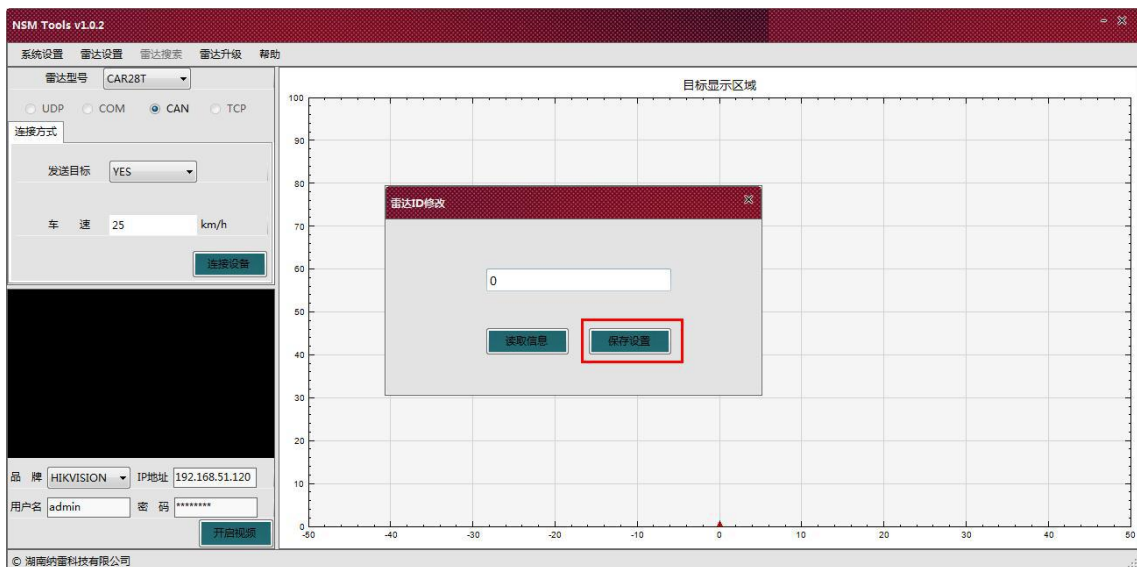 NSM Tools v1.0.2
系统设置 雷达设置 雷达搜索 雷达升级 帮助
雷达型号 CAR28T
UDP COM CAN TCP
连接方式
发送目标 YES
车 速 25 km/h
连接设备
品 牌 HIKVISION IP地址 192.168.51.120
用户名 admin 密 码 ********
开启视频
© 湖南纳雷科技有限公司
目标显示区域
100
90
80
70
60
50
40
30
20
10
0
-50 -40 -30 -20 -10 0 10 20 30 40 50
雷达ID修改
0
读取信息 保存设置